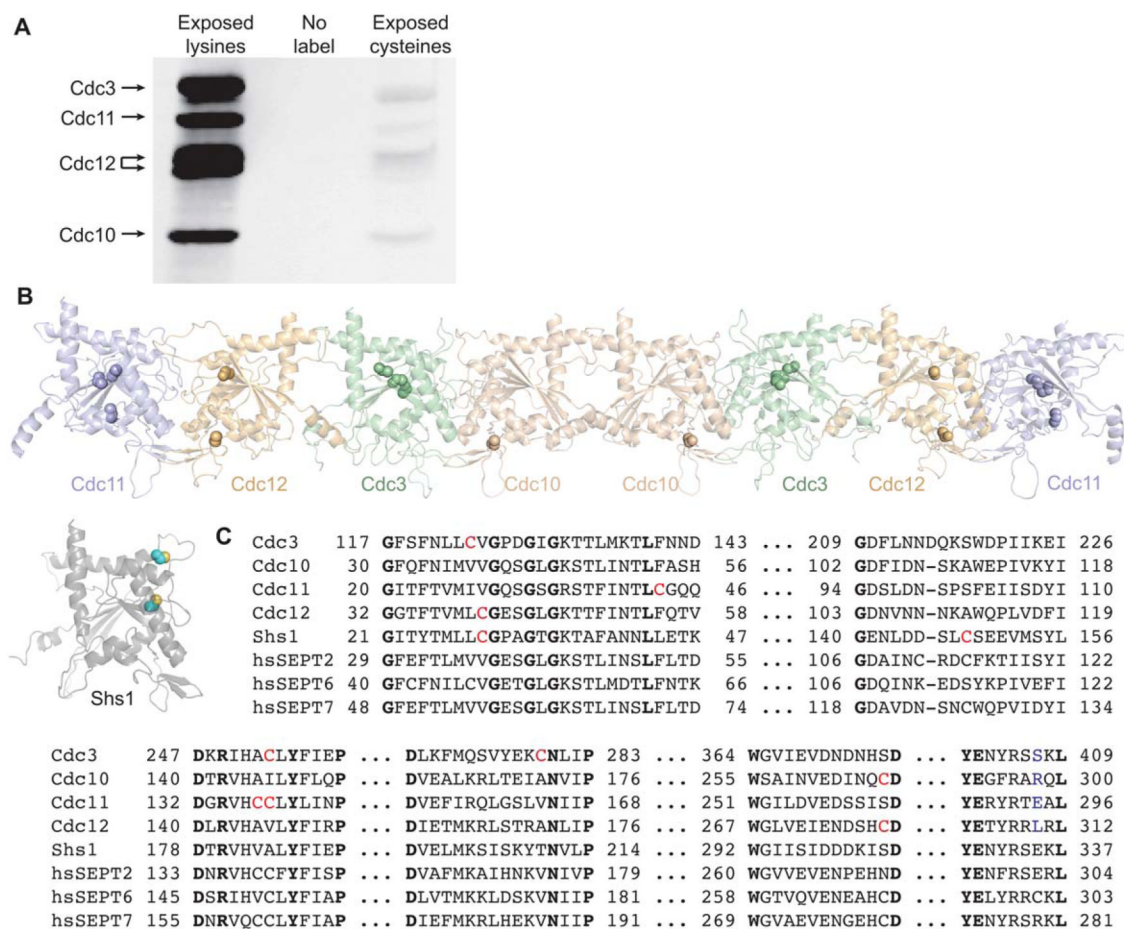 A
Exposed lysines
No label
Exposed cysteines
Cdc3
Cdc11
Cdc12
Cdc10
B
Cdc11 Cdc12 Cdc3 Cdc10 Cdc10 Cdc3 Cdc12 Cdc11
Shs1
C
Cdc3 117 GFSFNLLCVGPDGIGKTTLMKTLFNND 143 ... 209 GDFLNNDQKSWDPIIKEI 226
Cdc10 30 GFQFNIMVVGQSGLGKSTLINTLFASH 56 ... 102 GDFIDN-SKAWEPIVKYI 118
Cdc11 20 GITFTVMIVGQSGSGRSTFINTLCGQQ 46 ... 94 GDSLDN-SPSFEIISDYI 110
Cdc12 32 GGTFTVMLCGESGLGKTTFINTLFQTV 58 ... 103 GDNVNN-NKAWQPLVDFI 119
Shs1 21 GITYTMLLCGPAGTGKTAFANNLLETK 47 ... 140 GENLDD-SLCSEEVMSYL 156
hsSEPT2 29 GFEFTLMVVGESGLGKSTLINSLFLTD 55 ... 106 GDAINC-RDCFKTIISYI 122
hsSEPT6 40 GFCFNILCVGETGLGKSTLMDTLFNTK 66 ... 106 GDQINK-EDSYKPIVEFI 122
hsSEPT7 48 GFEFTLMVVGESGLGKSTLINSLFLTD 74 ... 118 GDAVDN-SNCWQPVIDYI 134
Cdc3 247 DKRIHACLYFIEP ... DLKFMQSVYEKCNLIP 283 ... 364 WGVIEVDNDNHSD ... YENYRSSKL 409
Cdc10 140 DTRVHAILYFLQP ... DVEALKRLTEIANVIP 176 ... 255 WSAINVEDINQCD ... YEGFRARQL 300
Cdc11 132 DGRVHCCLYLINP ... DVEFIRQLGSLVNIIP 168 ... 251 WGILDVEDSSISD ... YERYRTEAL 296
Cdc12 140 DLRVHAVLYFIRP ... DIETMKRLSTRANLIP 176 ... 267 WGLVEIENDSHCD ... YETYRRLRL 312
Shs1 178 DTRVHVALYFIEP ... DLEMSKSISKYTNVLP 214 ... 292 WGIISIDDDKISD ... YENYRSEKL 337
hsSEPT2 133 DNRVHCCFYFISP ... DVAFMKAIHNKVNIVP 179 ... 260 WGVVEVENPEHND ... YENFRSERL 304
hsSEPT6 145 DSRIHVCLYFIAP ... DLVTMKKLDSKVNIIP 181 ... 258 WGTVQVENEAHCD ... YELYRRCKL 303
hsSEPT7 155 DNRVQCCLYFIAP ... DIEFMKRLHEKVNIIP 191 ... 269 WGVAEVENGEHCD ... YENYRSRKL 281